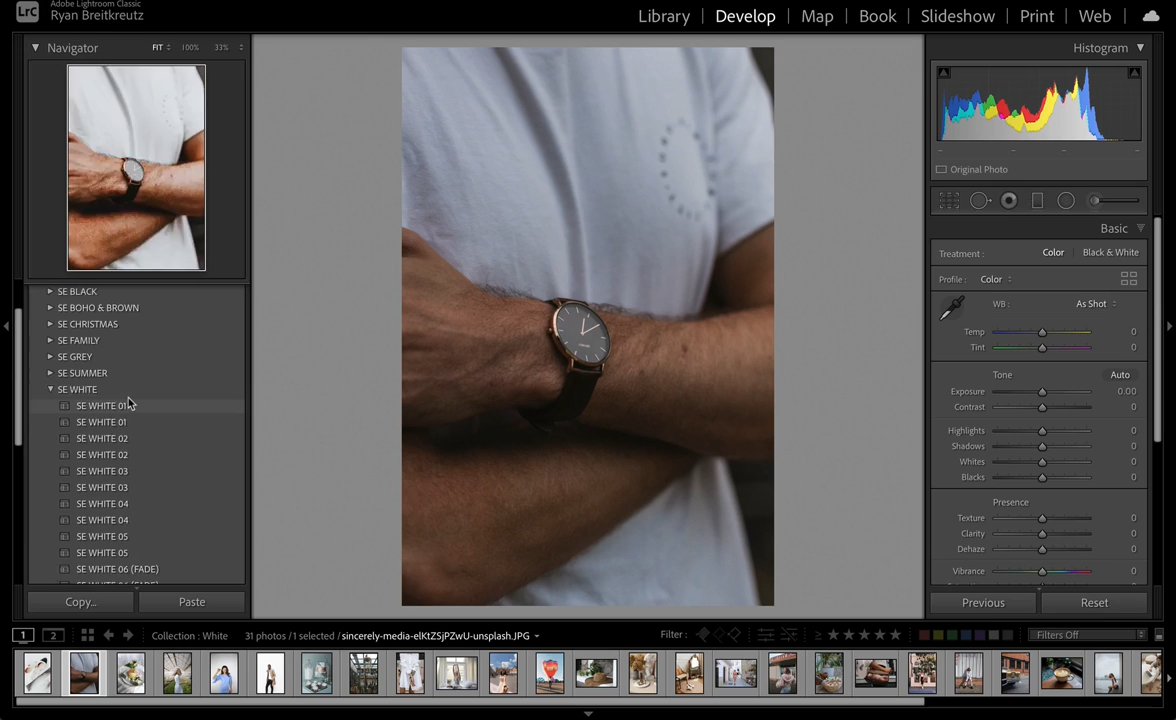 LrC Adobe Lightroom Classic
Ryan Breitkreutz
Library | Develop | Map | Book | Slideshow | Print | Web
Navigator FIT 100% 33%
SE BLACK
SE BOHO & BROWN
SE CHRISTMAS
SE FAMILY
SE GREY
SE SUMMER
SE WHITE
SE WHITE 01
SE WHITE 01
SE WHITE 02
SE WHITE 02
SE WHITE 03
SE WHITE 03
SE WHITE 04
SE WHITE 04
SE WHITE 05
SE WHITE 05
SE WHITE 06 (FADE)
SE WHITE 06 (FADE)
Copy... Paste
Histogram
Original Photo
Basic
Treatment : Color | Black & White
Profile : Color
WB : As Shot
Temp 0
Tint 0
Tone Auto
Exposure 0.00
Contrast 0
Highlights 0
Shadows 0
Whites 0
Blacks 0
Presence
Texture 0
Clarity 0
Dehaze 0
Vibrance 0
Previous Reset
1 2 Collection : White 31 photos / 1 selected / sincerely-media-elKtZSjPZwU-unsplash.JPG Filter : ≥ ★★★★★ Filters Off